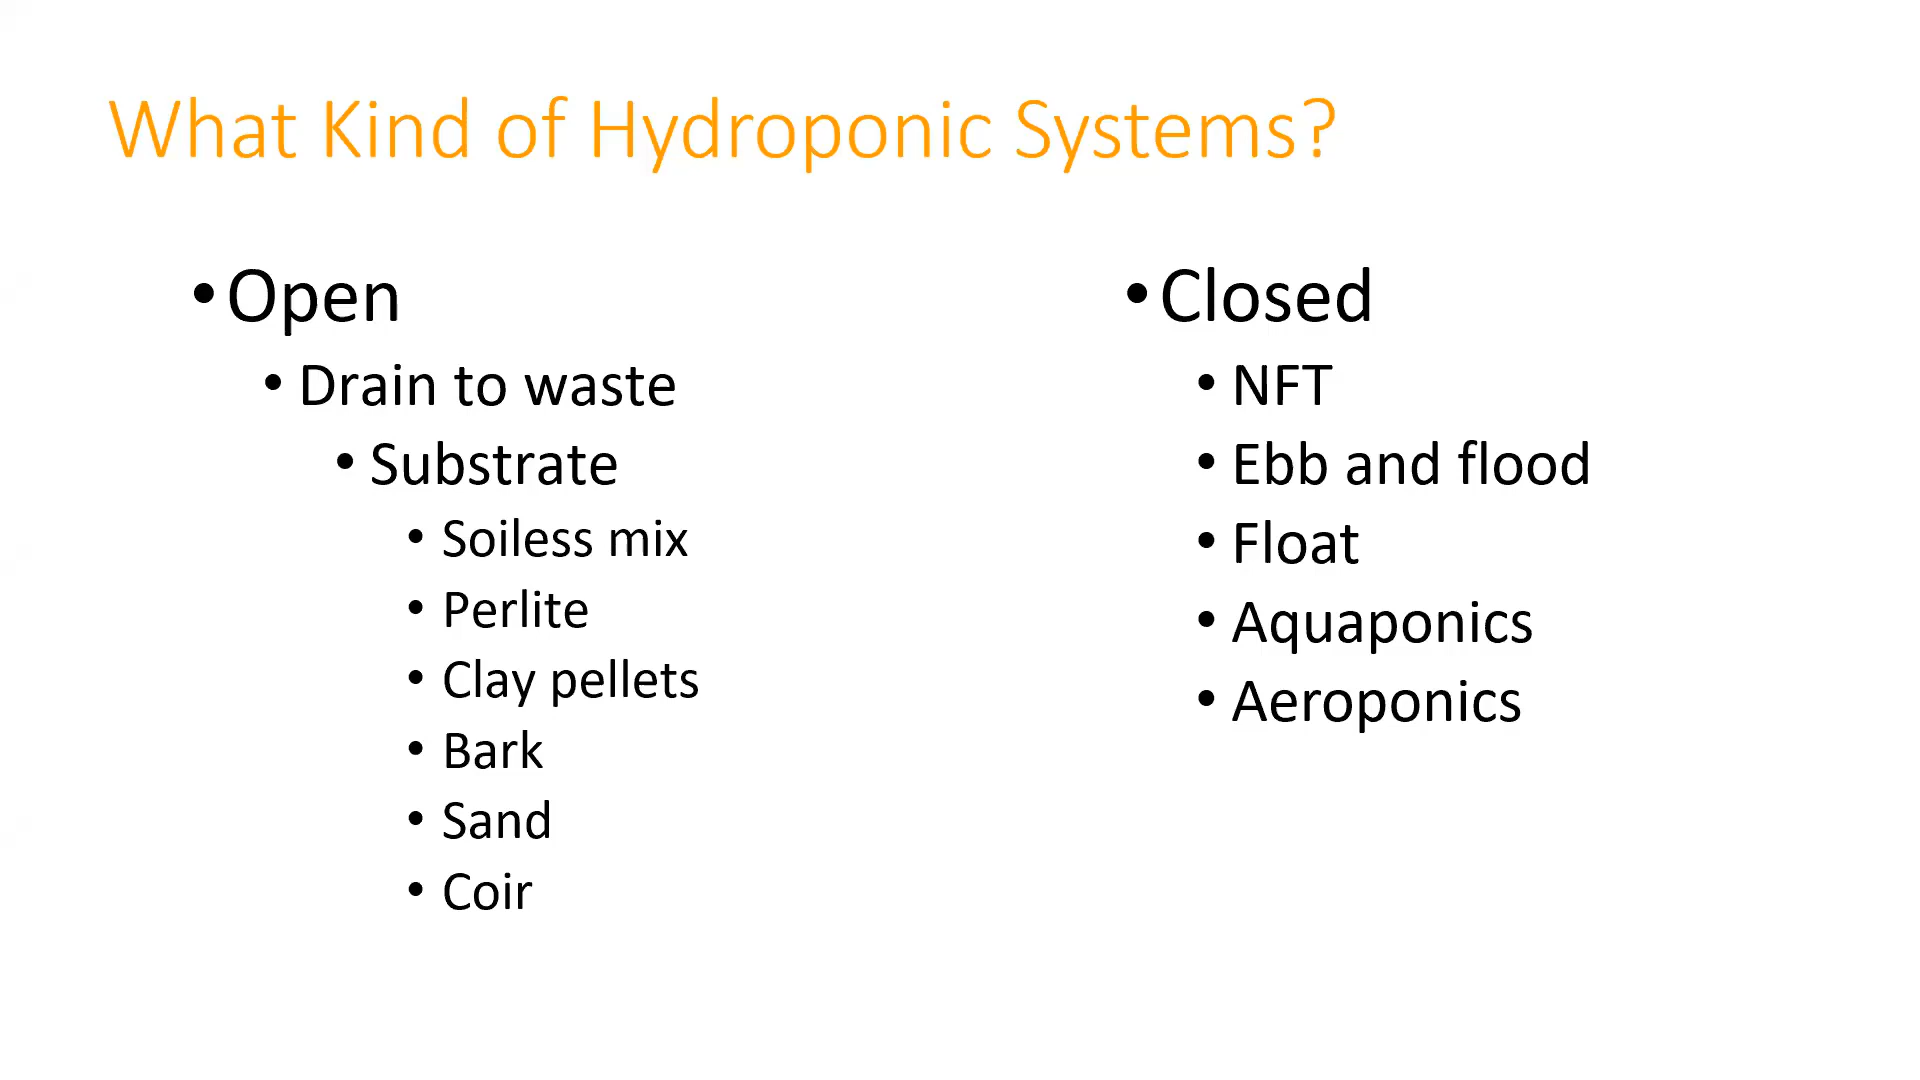 What Kind of Hydroponic Systems?
• Open
• Drain to waste
• Substrate
• Soiless mix
• Perlite
• Clay pellets
• Bark
• Sand
• Coir
• Closed
• NFT
• Ebb and flood
• Float
• Aquaponics
• Aeroponics